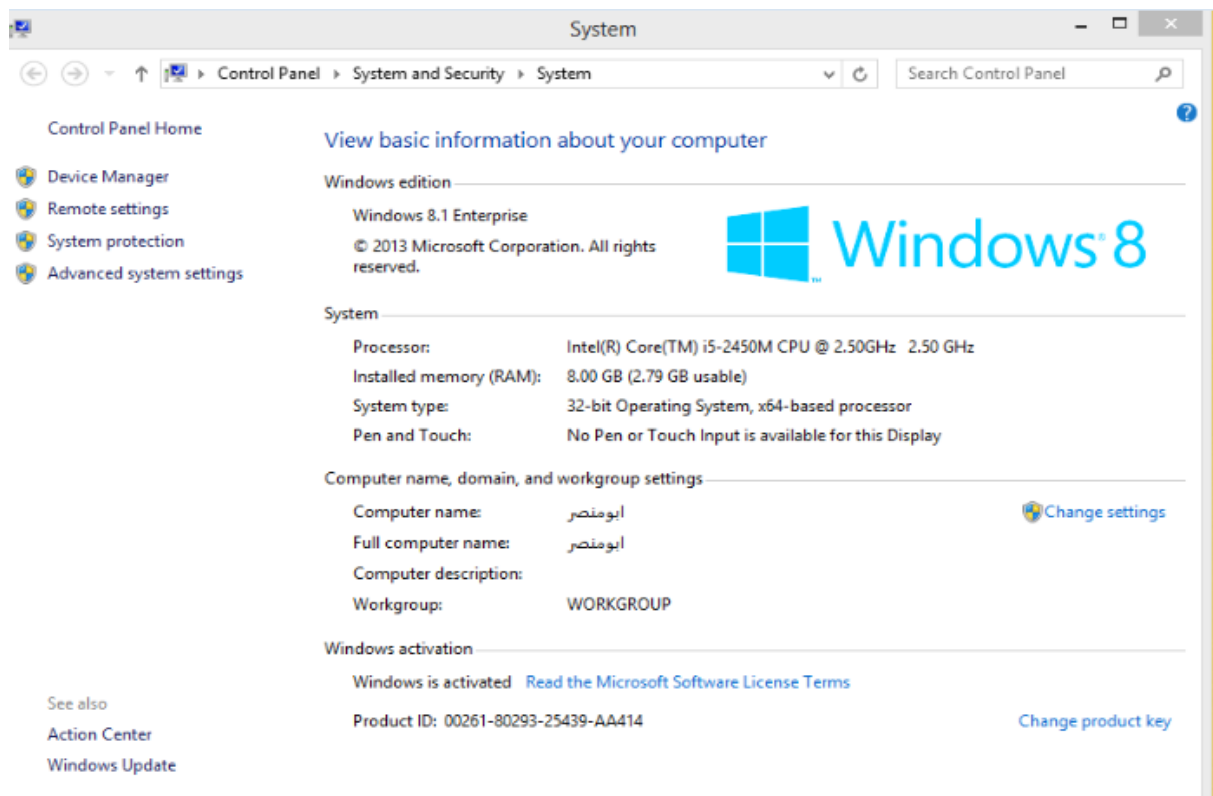 System
Control Panel System and Security System
Search Control Panel
Control Panel Home
Device Manager
Remote settings
System protection
Advanced system settings
See also
Action Center
Windows Update
View basic information about your computer
Windows edition
Windows 8.1 Enterprise
© 2013 Microsoft Corporation. All rights
reserved.
Windows 8
System
Processor: Intel(R) Core(TM) i5-2450M CPU @ 2.50GHz 2.50 GHz
Installed memory (RAM): 8.00 GB (2.79 GB usable)
System type: 32-bit Operating System, x64-based processor
Pen and Touch: No Pen or Touch Input is available for this Display
Computer name, domain, and workgroup settings
Computer name: ابومنصر Change settings
Full computer name: ابومنصر
Computer description:
Workgroup: WORKGROUP
Windows activation
Windows is activated Read the Microsoft Software License Terms
Product ID: 00261-80293-25439-AA414 Change product key